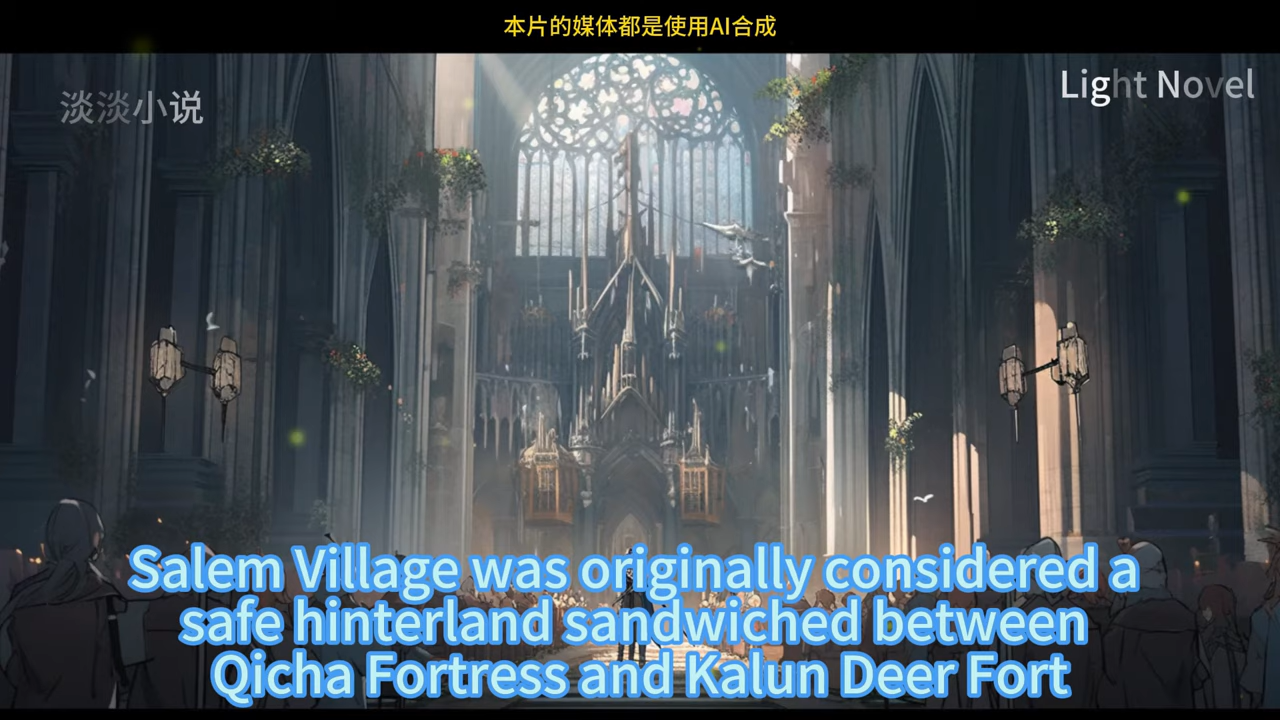 本片的媒体都是使用AI合成
淡淡小说
Light Novel
Salem Village was originally considered a
safe hinterland sandwiched between
Qicha Fortress and Kalun Deer Fort